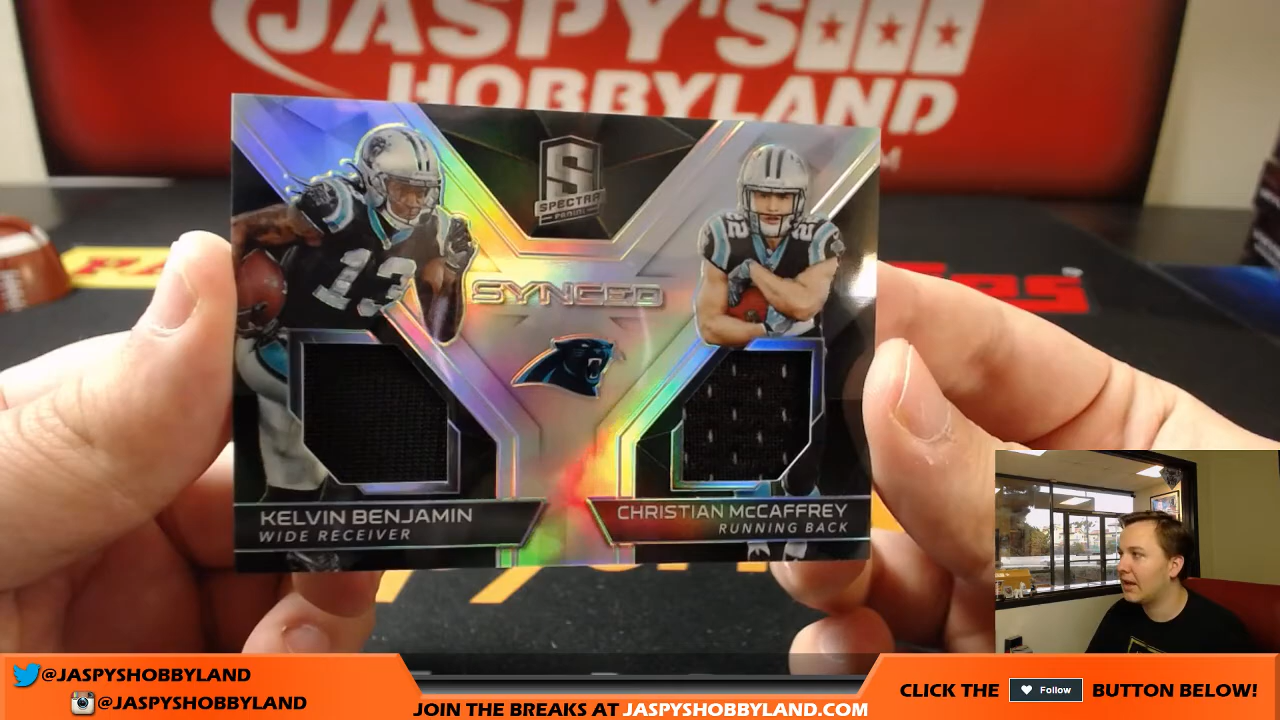 JASPY'S
HOBBYLAND
S
SPECTRA
PANINI
13
22
SYNCED
KELVIN BENJAMIN
WIDE RECEIVER
CHRISTIAN McCAFFREY
RUNNING BACK
@JASPYSHOBBYLAND
@JASPYSHOBBYLAND
JOIN THE BREAKS AT JASPYSHOBBYLAND.COM
CLICK THE Follow BUTTON BELOW!